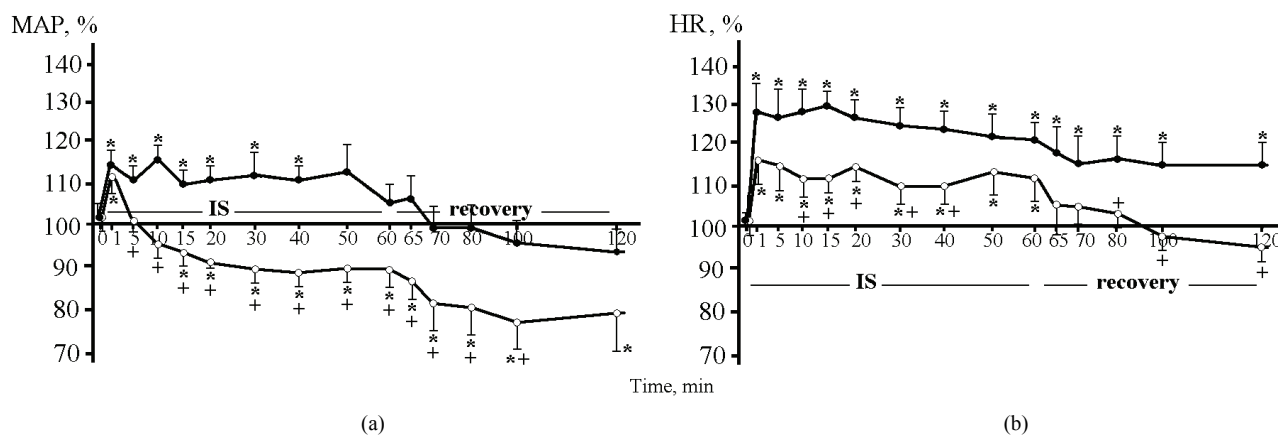 MAP, %
140
130
120
110
100
90
80
70
* * * * * * * *
IS recovery
0 1 5 10 15 20 30 40 50 60 65 70 80 100 120
* + + * + * + * + * + * + * + * + * + * + *+ *
HR, %
140
130
120
110
100
90
80
70
* * * * * * * * * * * * * *
0 1 5 10 15 20 30 40 50 60 65 70 80 100 120
* * * + * + * + *+ *+ * * + + +
IS recovery
Time, min
(a) (b)